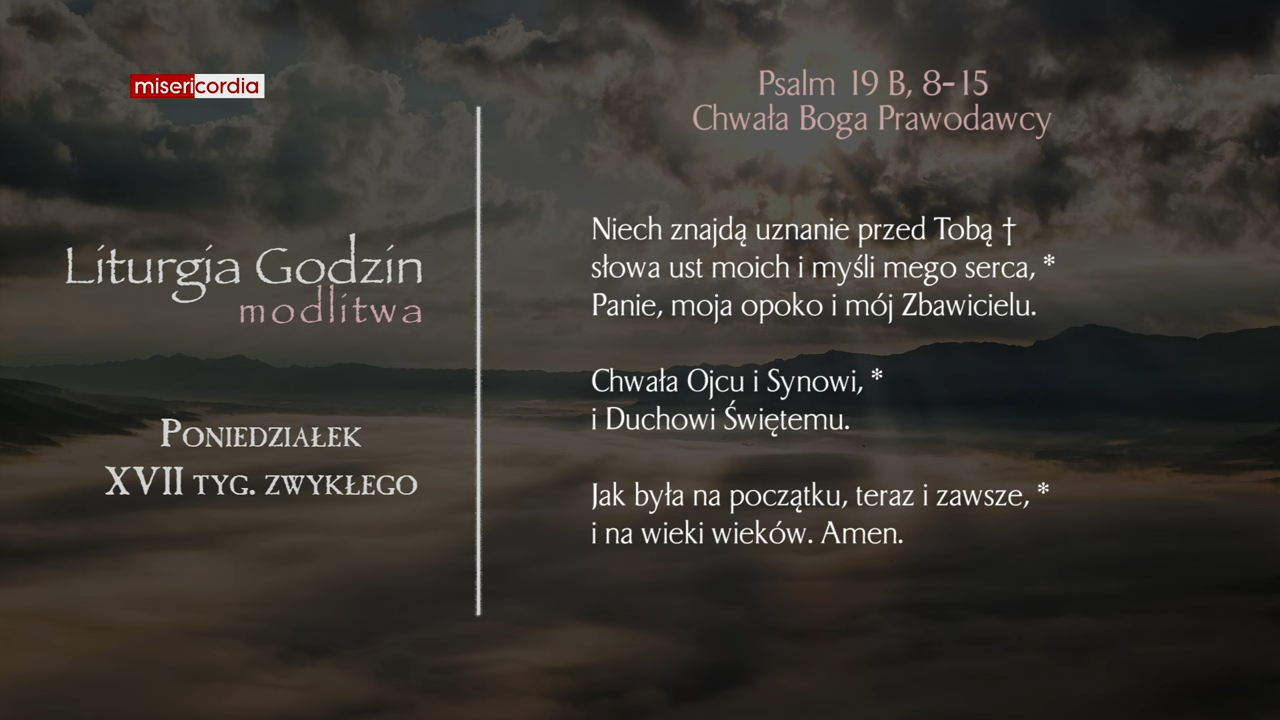 misericordia
Liturgia Godzin
modlitwa
Poniedziałek
XVII tyg. zwykłego
Psalm 19 B, 8-15
Chwała Boga Prawodawcy
Niech znajdą uznanie przed Tobą †
słowa ust moich i myśli mego serca, *
Panie, moja opoko i mój Zbawicielu.
Chwała Ojcu i Synowi, *
i Duchowi Świętemu.
Jak była na początku, teraz i zawsze, *
i na wieki wieków. Amen.